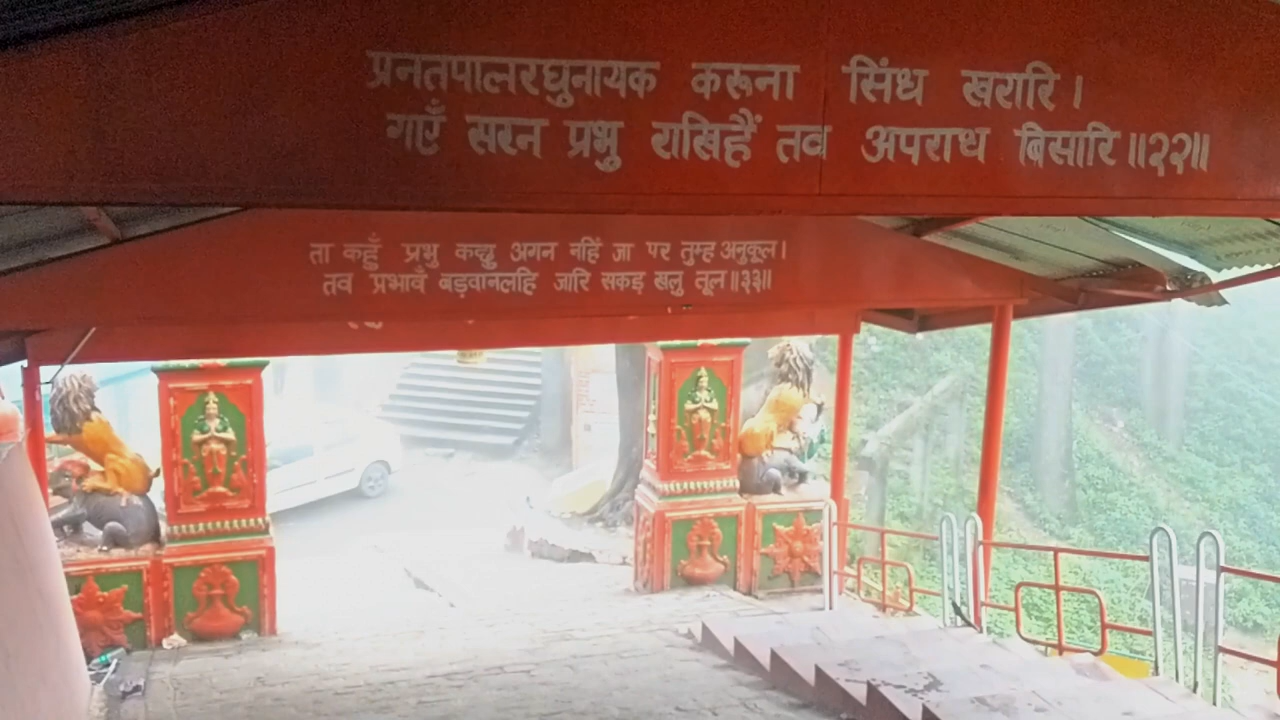 प्रनतपालरघुनायक करूना सिंध खरारि।
गएँ सरन प्रभु राखिहैं तव अपराध बिसारि॥२२॥
ता कहुँ प्रभु कछु अगन नहिं जा पर तुम्ह अनुकूल।
तव प्रभावँ बड़वानलहि जारि सकइ खलु तूल॥३३॥